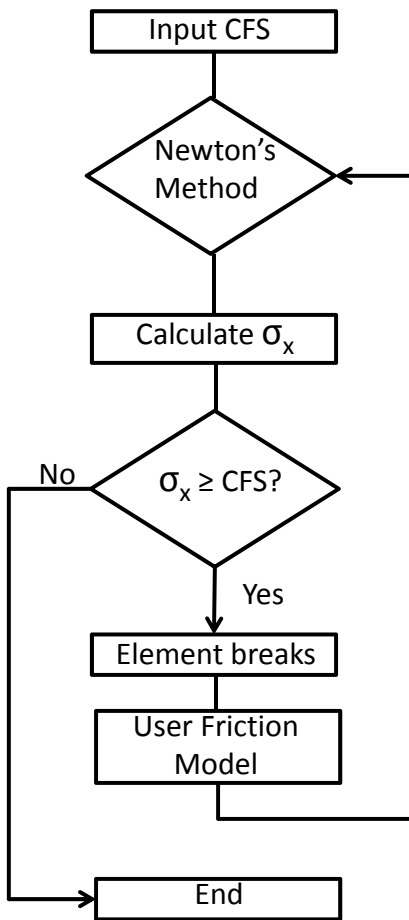 Input CFS
Newton's
Method
Calculate σx
No
σx ≥ CFS?
Yes
Element breaks
User Friction
Model
End